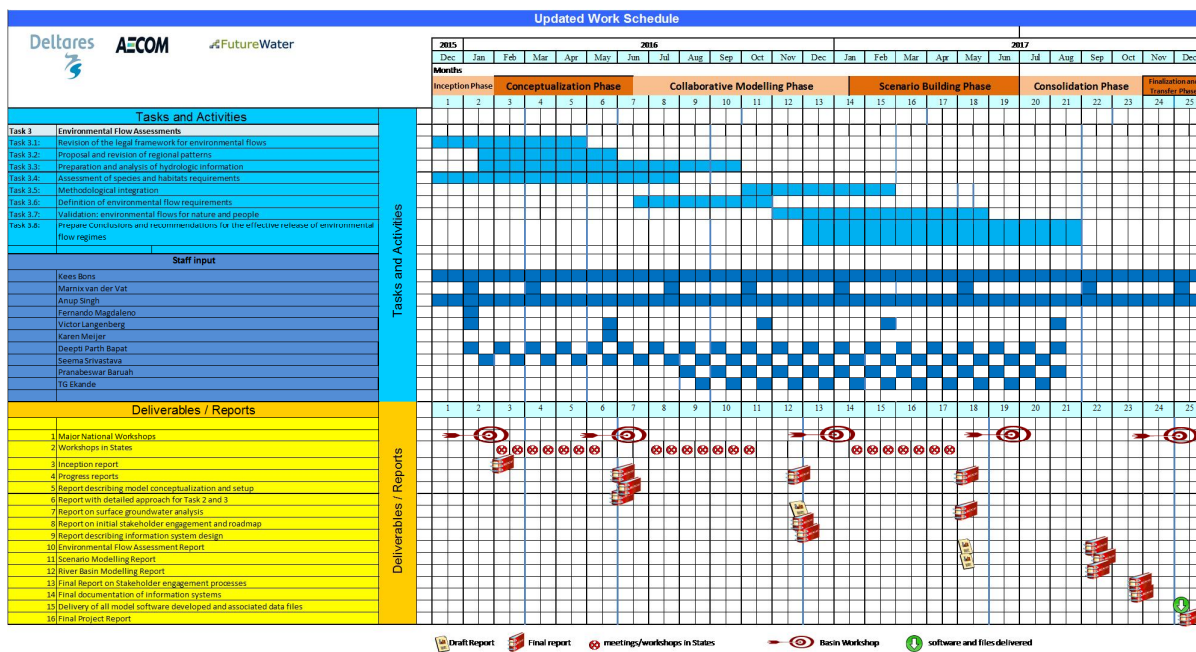 Updated Work Schedule
Deltares AECOM FutureWater
2015 2016 2017
Dec Jan Feb Mar Apr May Jun Jul Aug Sep Oct Nov Dec Jan Feb Mar Apr May Jun Jul Aug Sep Oct Nov Dec
Months
Inception Phase Conceptualization Phase Collaborative Modelling Phase Scenario Building Phase Consolidation Phase Finalization and
Transfer Phase
1 2 3 4 5 6 7 8 9 10 11 12 13 14 15 16 17 18 19 20 21 22 23 24 25
Tasks and Activities
Task 3 Environmental Flow Assessments
Task 3.1: Revision of the legal framework for environmental flows
Task 3.2: Proposal and revision of regional patterns
Task 3.3: Preparation and analysis of hydrologic information
Task 3.4: Assessment of species and habitats requirements
Task 3.5: Methodological integration
Task 3.6: Definition of environmental flow requirements
Task 3.7: Validation: environmental flows for nature and people
Task 3.8: Prepare Conclusions and recommendations for the effective release of environmental
flow regimes
Tasks and Activities
Staff input
Kees Bons
Marnix van der Vat
Anup Singh
Fernando Magdaleno
Victor Langenberg
Karen Meijer
Deepti Parth Bapat
Seema Srivastava
Pranabeswar Baruah
TG Ekande
Deliverables / Reports
1 2 3 4 5 6 7 8 9 10 11 12 13 14 15 16 17 18 19 20 21 22 23 24 25
Deliverables / Reports
1 Major National Workshops
2 Workshops in States
3 Inception report
4 Progress reports
5 Report describing model conceptualization and setup
6 Report with detailed approach for Task 2 and 3
7 Report on surface groundwater analysis
8 Report on initial stakeholder engagement and roadmap
9 Report describing information system design
10 Environmental Flow Assessment Report
11 Scenario Modelling Report
12 River Basin Modelling Report
13 Final Report on Stakeholder engagement processes
14 Final documentation of information systems
15 Delivery of all model software developed and associated data files
16 Final Project Report
Draft Report Final report meetings/workshops in States Basin Workshop software and files delivered